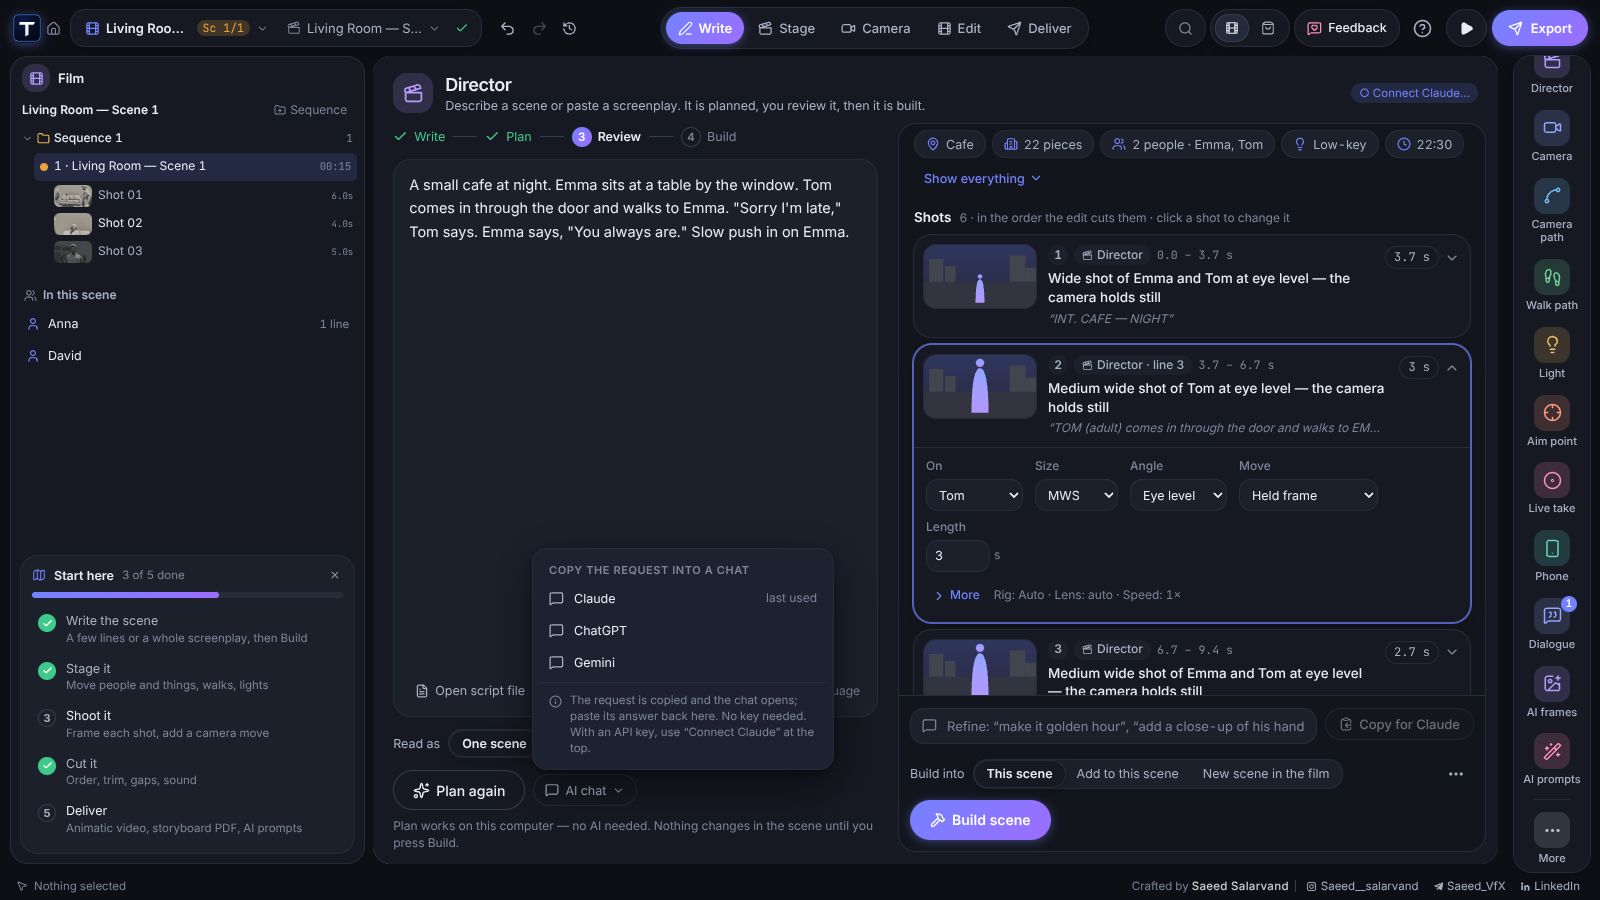 T
Living Roo...
Sc 1/1
Living Room — S...
Write
Stage
Camera
Edit
Deliver
Feedback
Export
Film
Living Room — Scene 1
Sequence
Sequence 1
1
1 · Living Room — Scene 1
00:15
Shot 01
6.0s
Shot 02
4.0s
Shot 03
5.0s
In this scene
Anna
1 line
David
Start here
3 of 5 done
Write the scene
A few lines or a whole screenplay, then Build
Stage it
Move people and things, walks, lights
3
Shoot it
Frame each shot, add a camera move
Cut it
Order, trim, gaps, sound
5
Deliver
Animatic video, storyboard PDF, AI prompts
Director
Describe a scene or paste a screenplay. It is planned, you review it, then it is built.
Connect Claude...
Write
Plan
3
Review
4
Build
A small cafe at night. Emma sits at a table by the window. Tom
comes in through the door and walks to Emma. "Sorry I'm late,"
Tom says. Emma says, "You always are." Slow push in on Emma.
Open script file
uage
COPY THE REQUEST INTO A CHAT
Claude
last used
ChatGPT
Gemini
The request is copied and the chat opens;
paste its answer back here. No key needed.
With an API key, use “Connect Claude” at the
top.
Read as
One scene
Plan again
AI chat
Plan works on this computer — no AI needed. Nothing changes in the scene until you
press Build.
Cafe
22 pieces
2 people · Emma, Tom
Low-key
22:30
Show everything
Shots
6 · in the order the edit cuts them · click a shot to change it
1
Director
0.0 – 3.7 s
3.7 s
Wide shot of Emma and Tom at eye level — the
camera holds still
“INT. CAFE — NIGHT”
2
Director · line 3
3.7 – 6.7 s
3 s
Medium wide shot of Tom at eye level — the camera
holds still
“TOM (adult) comes in through the door and walks to EM...
On
Size
Angle
Move
Tom
MWS
Eye level
Held frame
Length
3
s
More
Rig: Auto · Lens: auto · Speed: 1×
3
Director
6.7 – 9.4 s
2.7 s
Medium wide shot of Emma and Tom at eye level
— the camera holds still
Refine: “make it golden hour”, “add a close-up of his hand
Copy for Claude
Build into
This scene
Add to this scene
New scene in the film
Build scene
Director
Camera
Camera
path
Walk path
Light
Aim point
Live take
Phone
1
Dialogue
AI frames
AI prompts
More
Nothing selected
Crafted by Saeed Salarvand
Saeed__salarvand
Saeed_VfX
LinkedIn